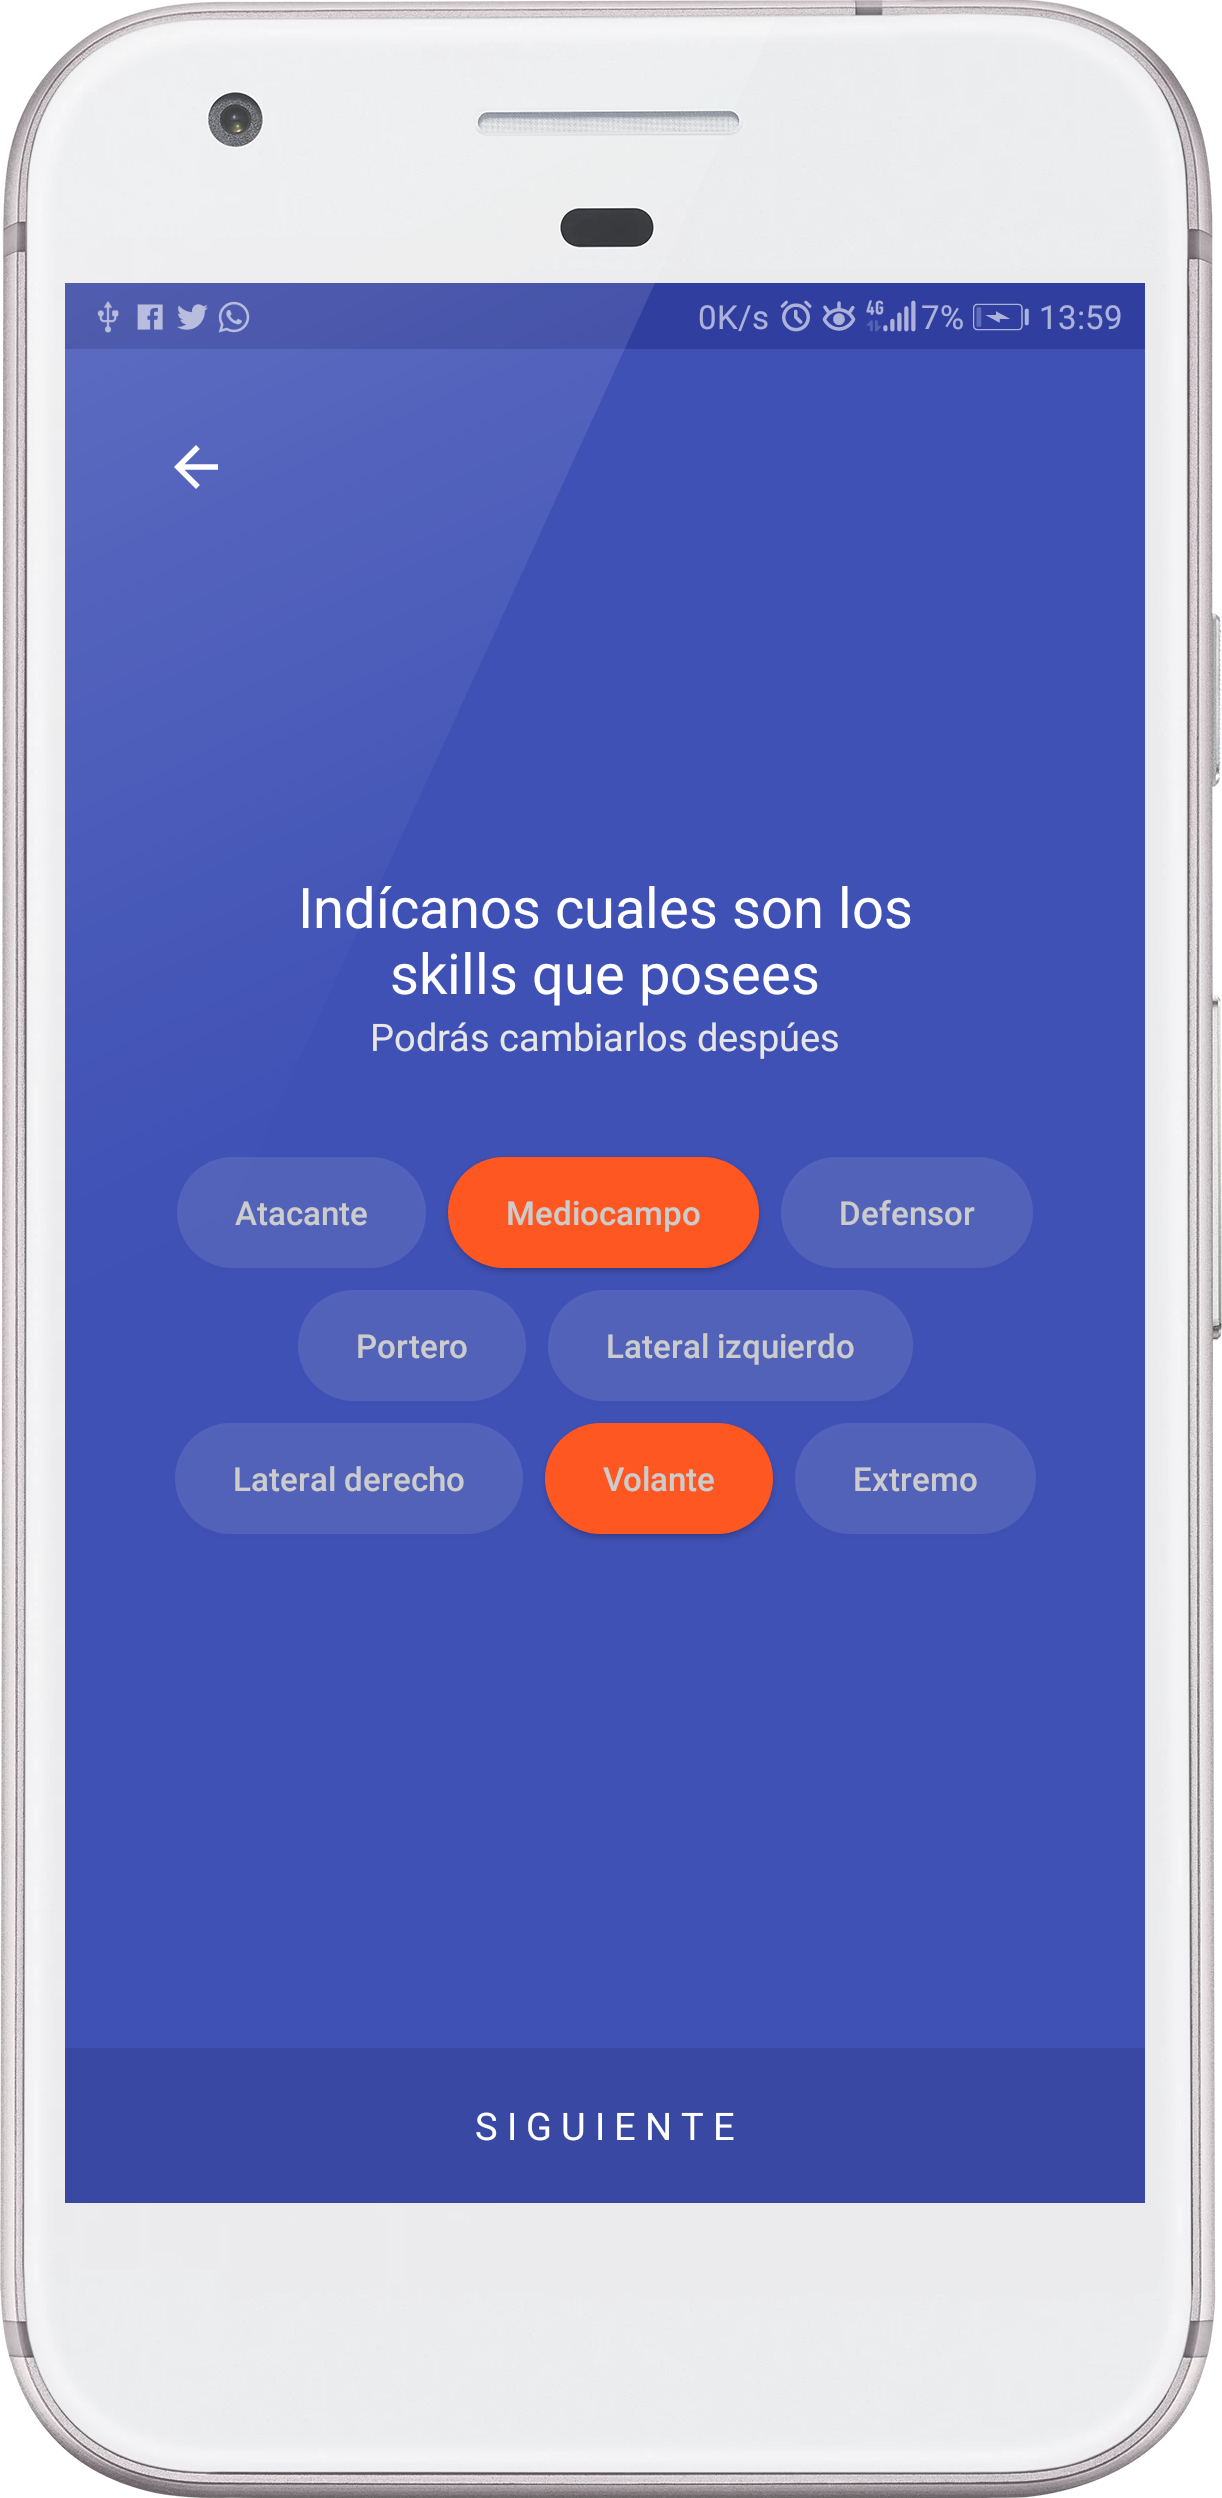 0K/s 4G 7% 13:59
Indícanos cuales son los
skills que posees
Podrás cambiarlos despúes
Atacante Mediocampo Defensor
Portero Lateral izquierdo
Lateral derecho Volante Extremo
SIGUIENTE